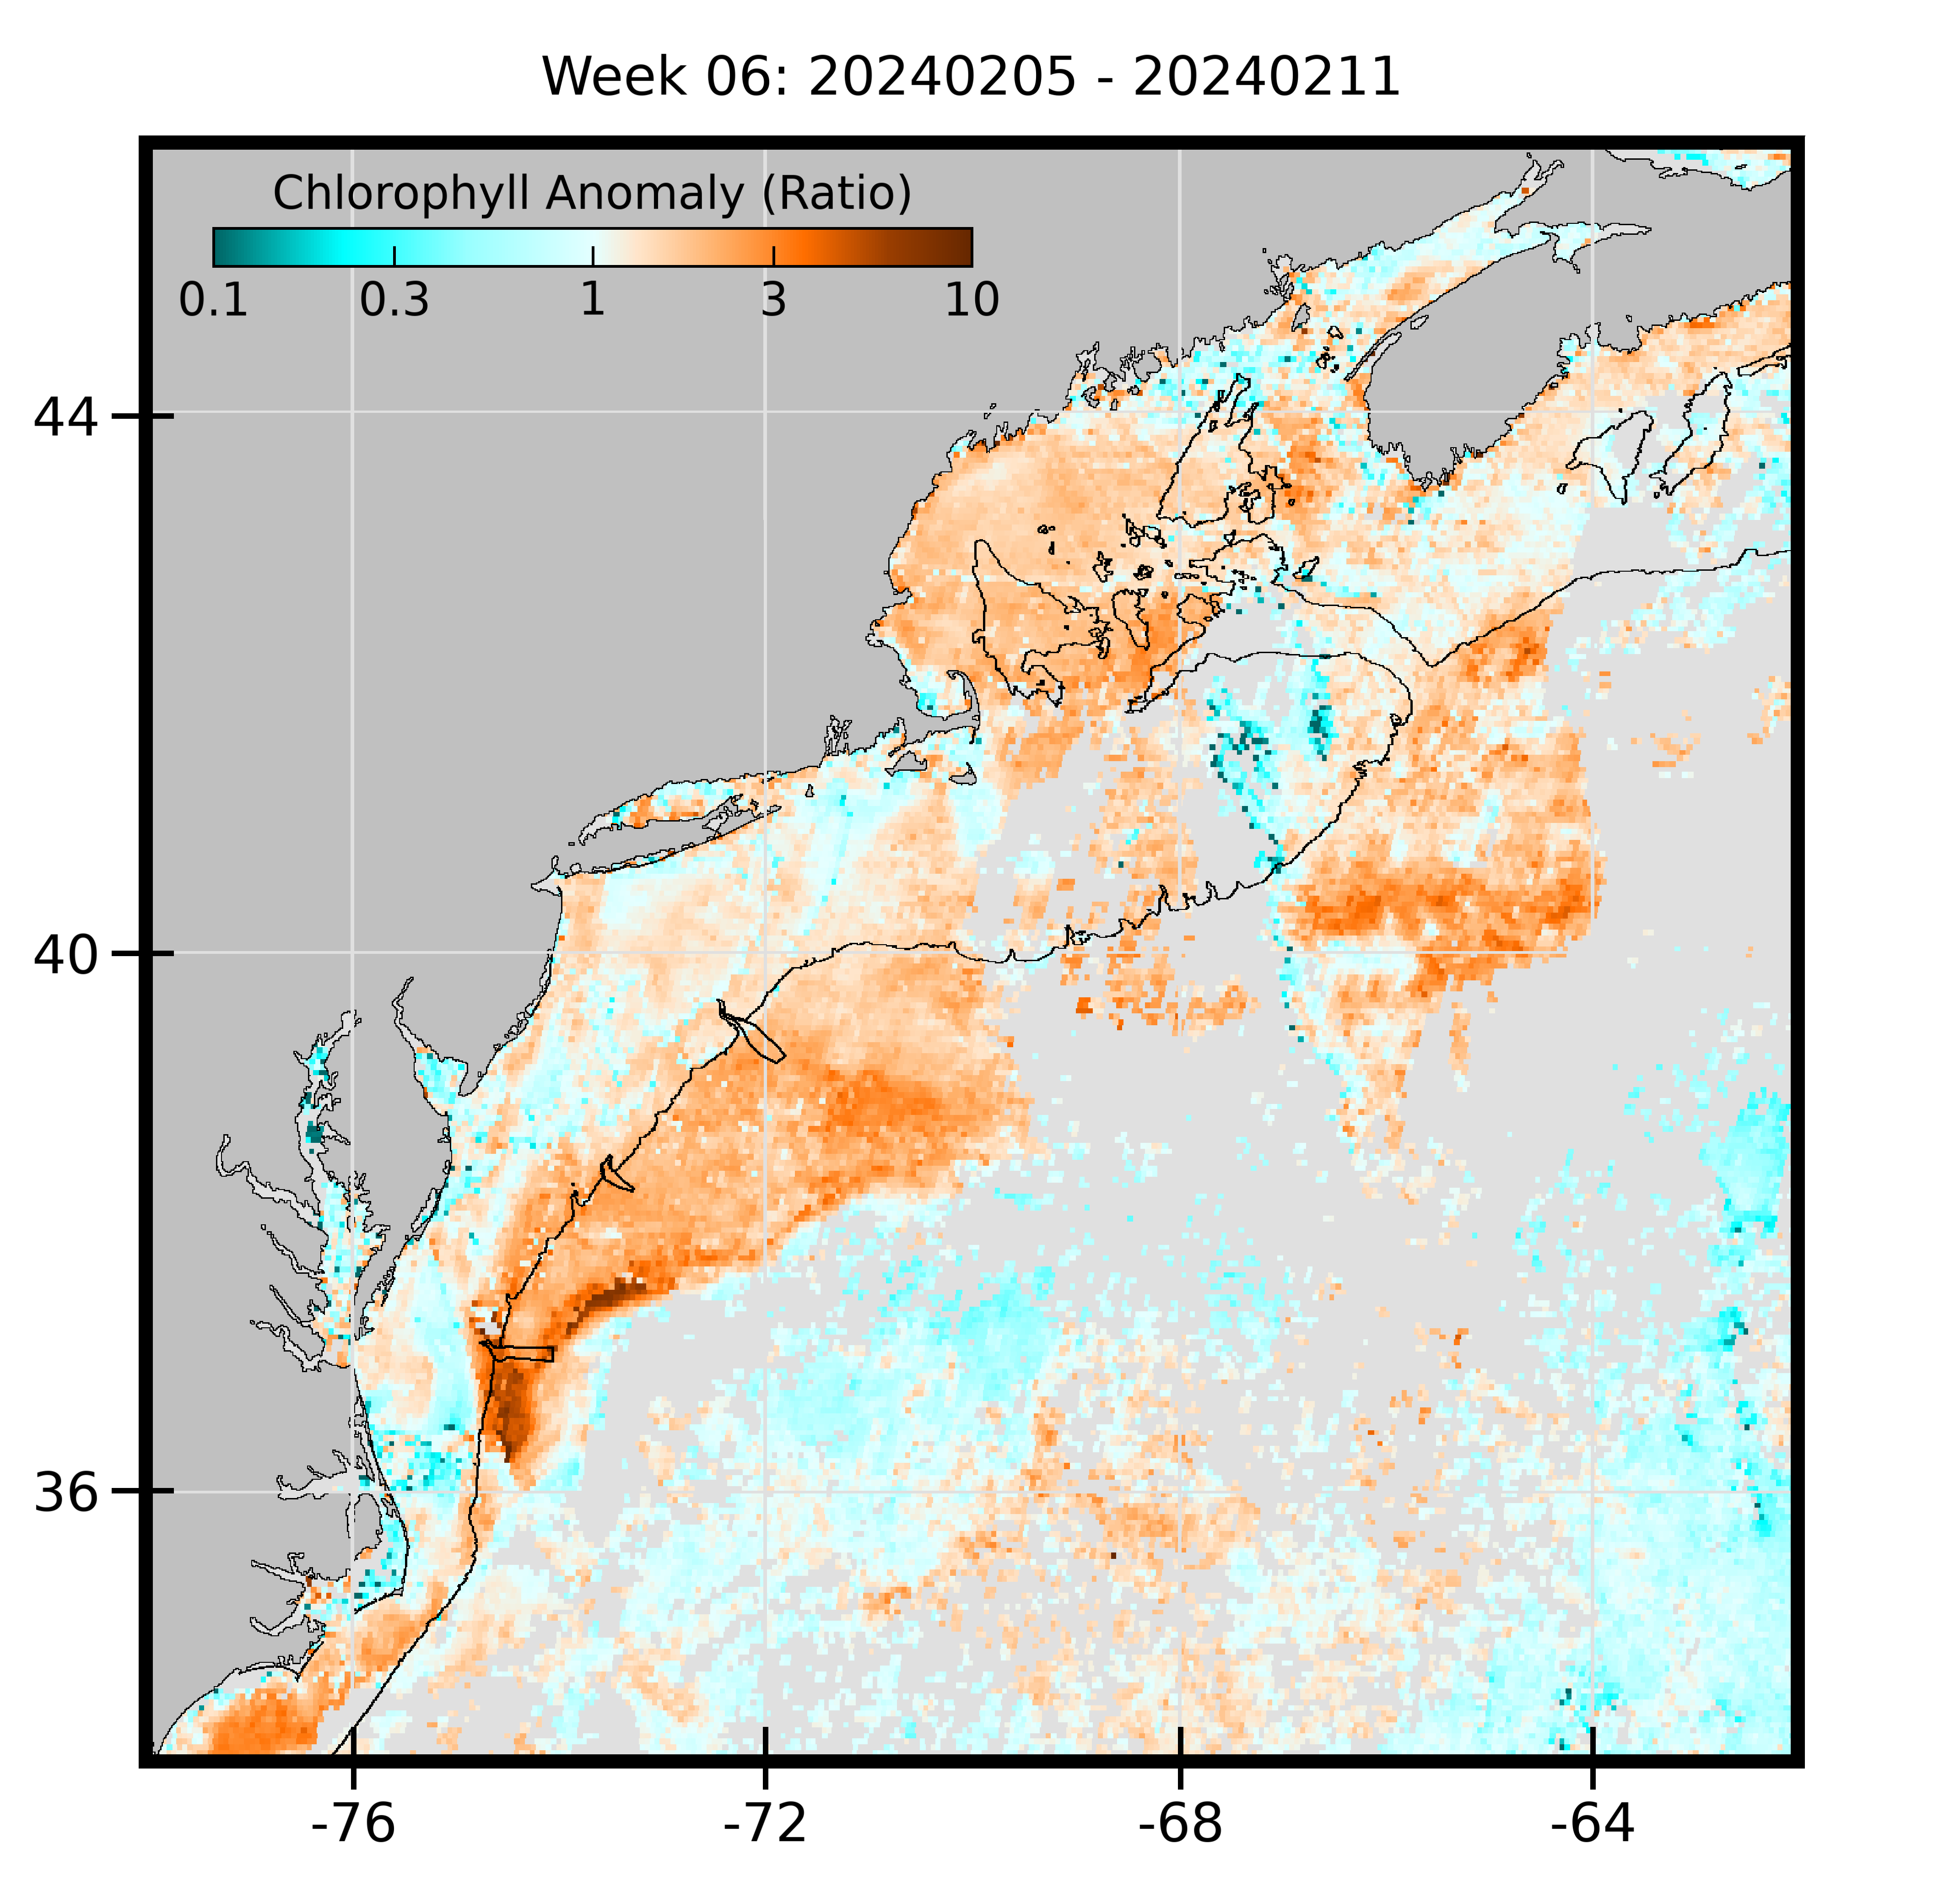 Week 06: 20240205 - 20240211
Chlorophyll Anomaly (Ratio)
0.1 0.3 1 3 10
44
40
36
-76 -72 -68 -64